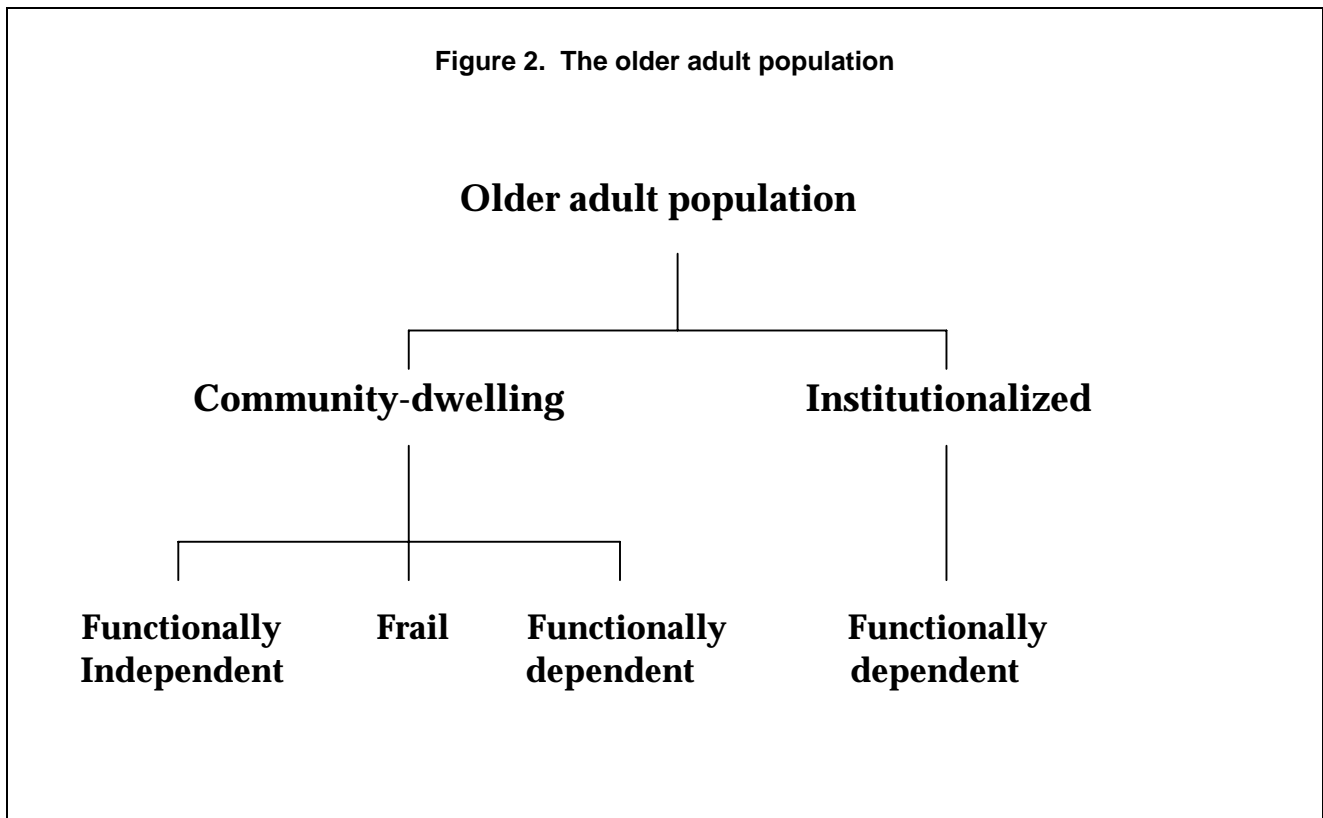 Figure 2.  The older adult population
Older adult population
Community-dwelling Institutionalized
Functionally Frail Functionally Functionally
Independent dependent dependent